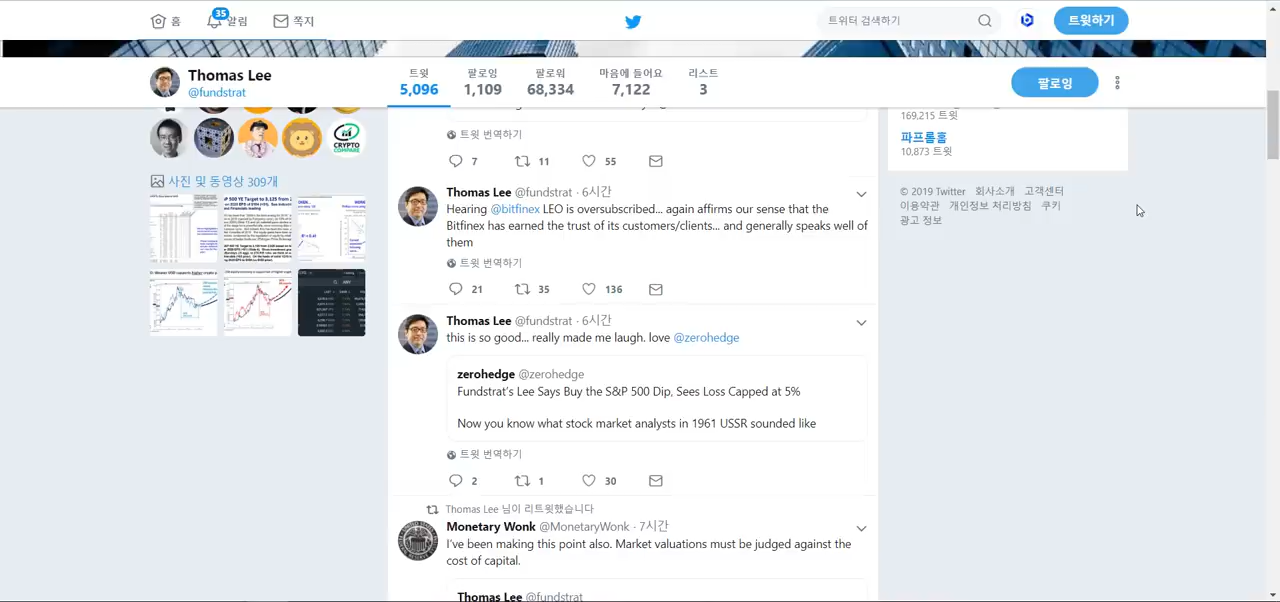 홈
35
알림
쪽지
트위터 검색하기
트윗하기
Thomas Lee
@fundstrat
트윗
5,096
팔로잉
1,109
팔로워
68,334
마음에 들어요
7,122
리스트
3
팔로잉
사진 및 동영상 309개
CRYPTO
COMPARE
트윗 번역하기
7
11
55
Thomas Lee @fundstrat · 6시간
Hearing @bitfinex LEO is oversubscribed... again affirms our sense that the
Bitfinex has earned the trust of its customers/clients... and generally speaks well of
them
트윗 번역하기
21
35
136
Thomas Lee @fundstrat · 6시간
this is so good... really made me laugh. love @zerohedge
zerohedge @zerohedge
Fundstrat's Lee Says Buy the S&P 500 Dip, Sees Loss Capped at 5%
Now you know what stock market analysts in 1961 USSR sounded like
트윗 번역하기
2
1
30
Thomas Lee 님이 리트윗했습니다
Monetary Wonk @MonetaryWonk · 7시간
I've been making this point also. Market valuations must be judged against the
cost of capital.
Thomas Lee @fundstrat
169,215 트윗
파프롬홈
10,873 트윗
© 2019 Twitter 회사소개 고객센터
이용약관 개인정보 처리방침 쿠키
광고 정보